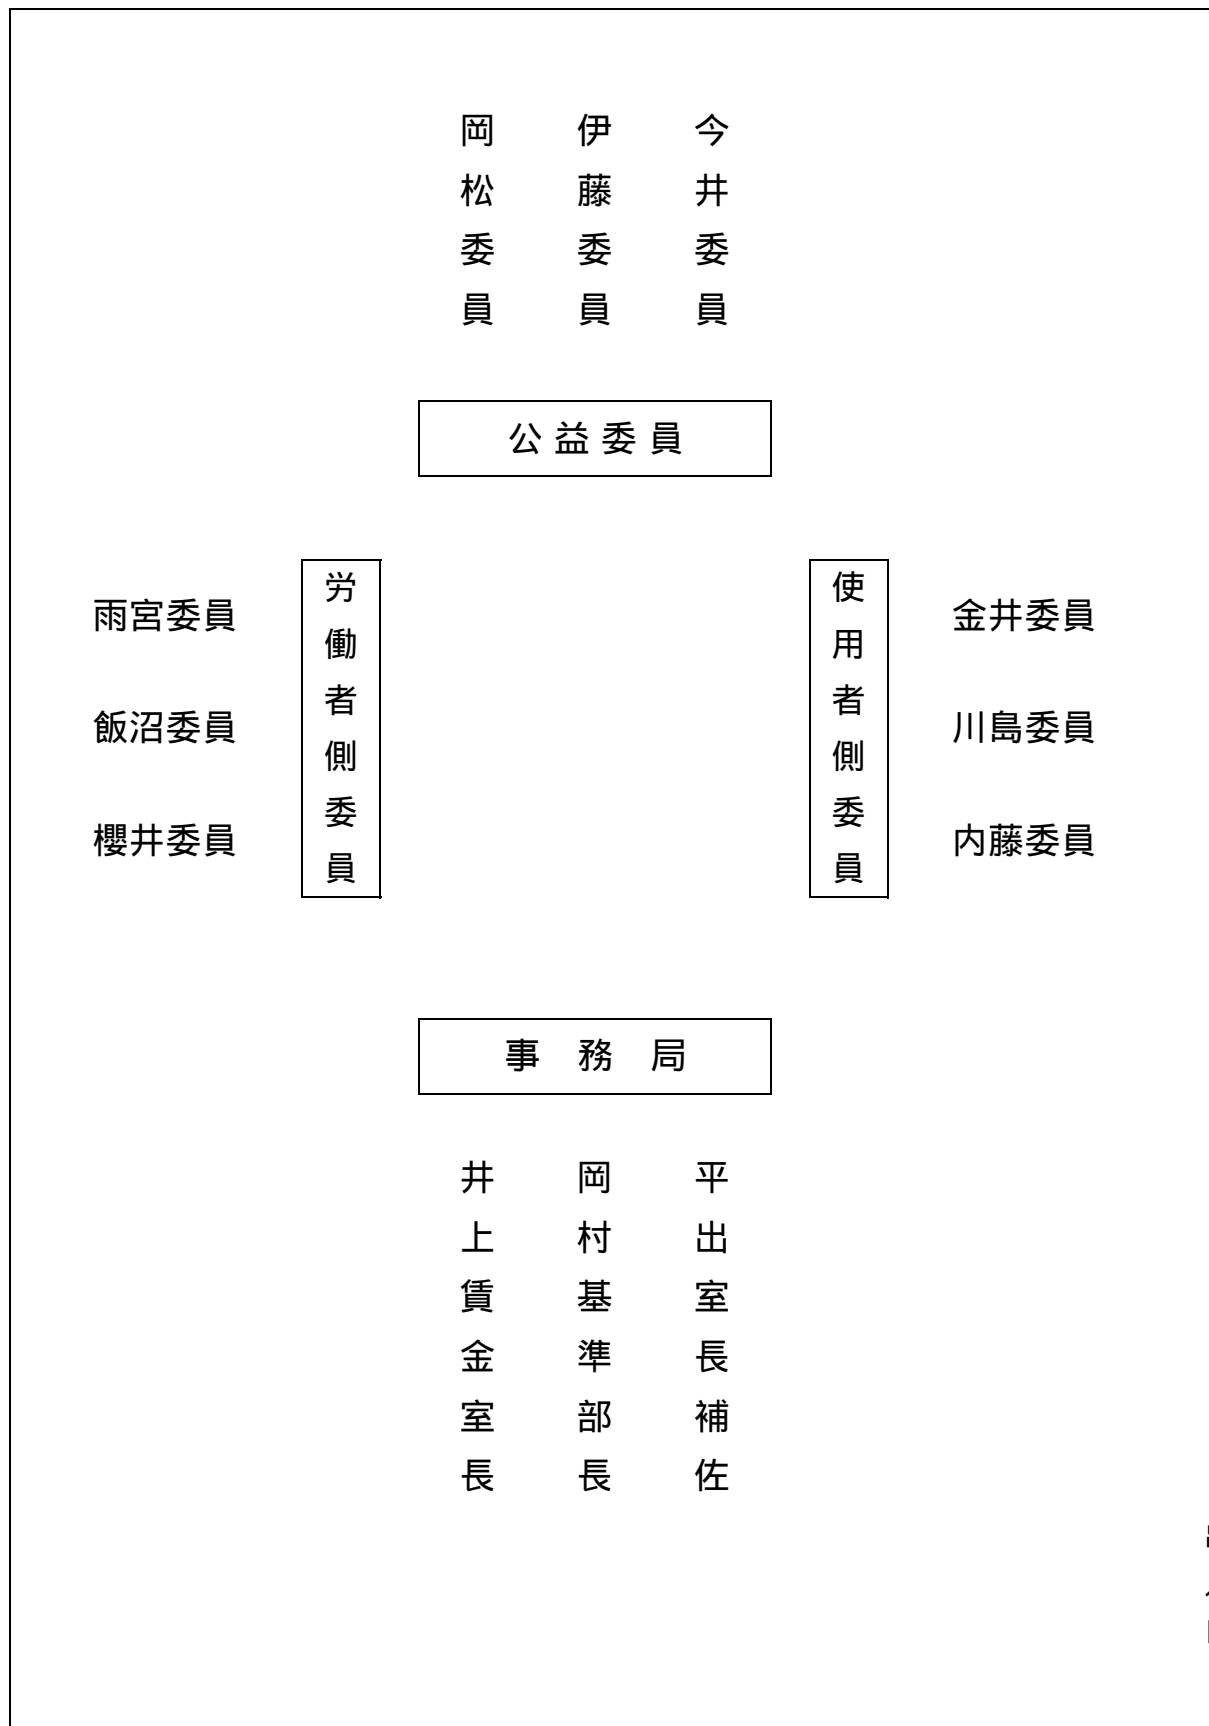 今井委員
伊藤委員
岡松委員
公益委員
労働者側委員
雨宮委員
飯沼委員
櫻井委員
使用者側委員
金井委員
川島委員
内藤委員
事務局
平出室長補佐
岡村基準部長
井上賃金室長